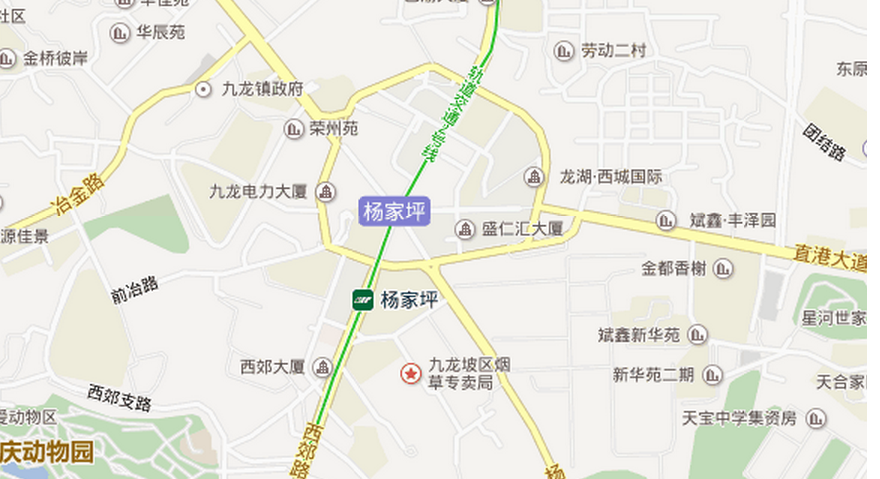 社区
华辰苑
金桥彼岸
劳动二村
东原
九龙镇政府
轨道交通2号线
荣州苑
团结路
冶金路
九龙电力大厦
龙湖·西城国际
杨家坪
斌鑫·丰泽园
盛仁汇大厦
源佳景
直港大道
金都香榭
前冶路
杨家坪
星河世家
斌鑫新华苑
西郊大厦
九龙坡区烟
草专卖局
新华苑二期
天合家
西郊支路
爱动物区
天宝中学集资房
庆动物园
西郊路
杨